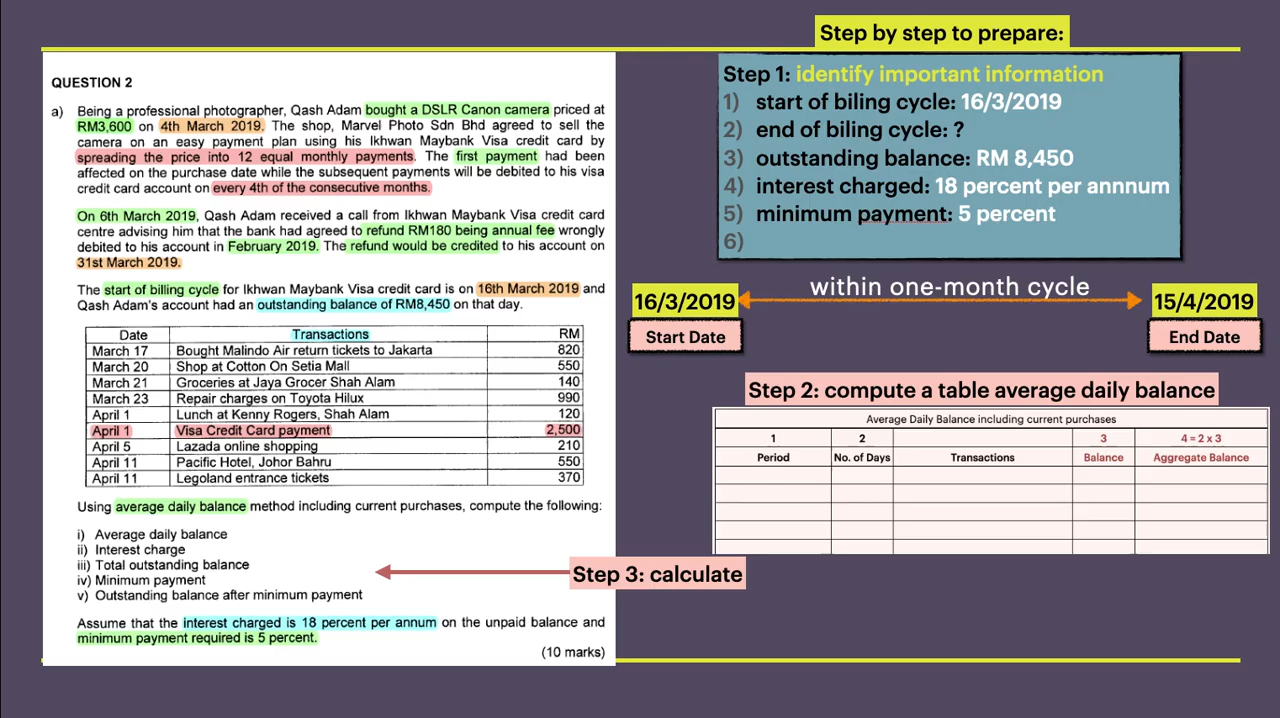 Step by step to prepare:
QUESTION 2
a) Being a professional photographer, Qash Adam bought a DSLR Canon camera priced at
RM3,600 on 4th March 2019. The shop, Marvel Photo Sdn Bhd agreed to sell the
camera on an easy payment plan using his Ikhwan Maybank Visa credit card by
spreading the price into 12 equal monthly payments. The first payment had been
affected on the purchase date while the subsequent payments will be debited to his visa
credit card account on every 4th of the consecutive months.
On 6th March 2019, Qash Adam received a call from Ikhwan Maybank Visa credit card
centre advising him that the bank had agreed to refund RM180 being annual fee wrongly
debited to his account in February 2019. The refund would be credited to his account on
31st March 2019.
The start of billing cycle for Ikhwan Maybank Visa credit card is on 16th March 2019 and
Qash Adam's account had an outstanding balance of RM8,450 on that day.
Date Transactions RM
March 17 Bought Malindo Air return tickets to Jakarta 820
March 20 Shop at Cotton On Setia Mall 550
March 21 Groceries at Jaya Grocer Shah Alam 140
March 23 Repair charges on Toyota Hilux 990
April 1 Lunch at Kenny Rogers, Shah Alam 120
April 1 Visa Credit Card payment 2,500
April 5 Lazada online shopping 210
April 11 Pacific Hotel, Johor Bahru 550
April 11 Legoland entrance tickets 370
Using average daily balance method including current purchases, compute the following:
i) Average daily balance
ii) Interest charge
iii) Total outstanding balance
iv) Minimum payment
v) Outstanding balance after minimum payment
Assume that the interest charged is 18 percent per annum on the unpaid balance and
minimum payment required is 5 percent.
(10 marks)
Step 1: identify important information
1) start of biling cycle: 16/3/2019
2) end of biling cycle: ?
3) outstanding balance: RM 8,450
4) interest charged: 18 percent per annnum
5) minimum payment: 5 percent
6)
within one-month cycle
16/3/2019 15/4/2019
Start Date End Date
Step 2: compute a table average daily balance
Average Daily Balance including current purchases
1 2 3 4 = 2 x 3
Period No. of Days Transactions Balance Aggregate Balance
Step 3: calculate